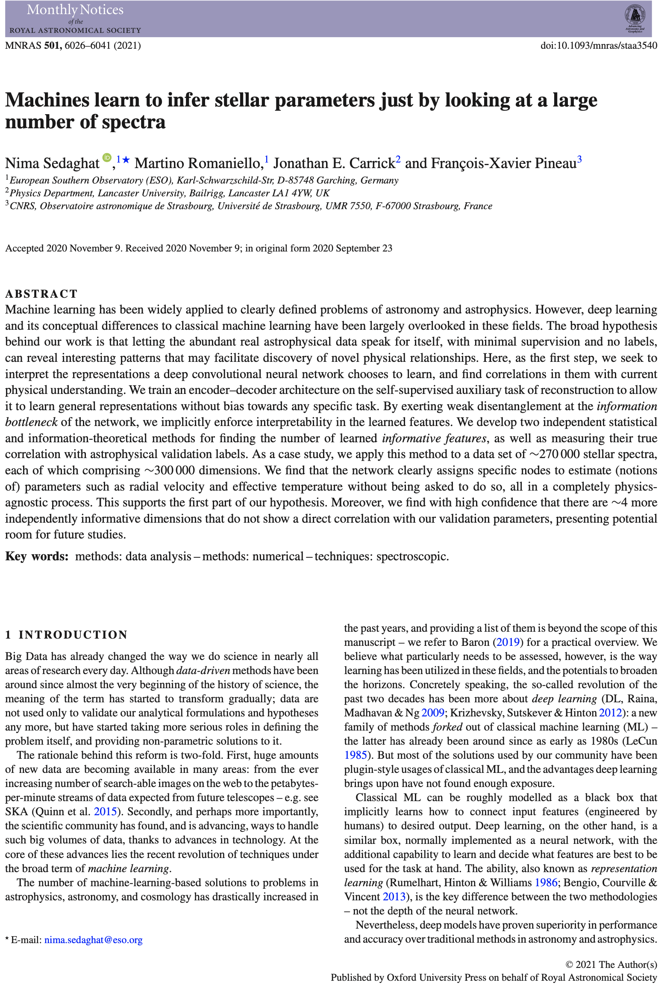 Monthly Notices
of the
ROYAL ASTRONOMICAL SOCIETY
Advancing
Astronomy and
Geophysics
MNRAS 501, 6026–6041 (2021)
doi:10.1093/mnras/staa3540
Machines learn to infer stellar parameters just by looking at a large
number of spectra
Nima Sedaghat iD,1★ Martino Romaniello,1 Jonathan E. Carrick2 and François-Xavier Pineau3
1European Southern Observatory (ESO), Karl-Schwarzschild-Str, D-85748 Garching, Germany
2Physics Department, Lancaster University, Bailrigg, Lancaster LA1 4YW, UK
3CNRS, Observatoire astronomique de Strasbourg, Université de Strasbourg, UMR 7550, F-67000 Strasbourg, France
Accepted 2020 November 9. Received 2020 November 9; in original form 2020 September 23
ABSTRACT
Machine learning has been widely applied to clearly defined problems of astronomy and astrophysics. However, deep learning
and its conceptual differences to classical machine learning have been largely overlooked in these fields. The broad hypothesis
behind our work is that letting the abundant real astrophysical data speak for itself, with minimal supervision and no labels,
can reveal interesting patterns that may facilitate discovery of novel physical relationships. Here, as the first step, we seek to
interpret the representations a deep convolutional neural network chooses to learn, and find correlations in them with current
physical understanding. We train an encoder–decoder architecture on the self-supervised auxiliary task of reconstruction to allow
it to learn general representations without bias towards any specific task. By exerting weak disentanglement at the information
bottleneck of the network, we implicitly enforce interpretability in the learned features. We develop two independent statistical
and information-theoretical methods for finding the number of learned informative features, as well as measuring their true
correlation with astrophysical validation labels. As a case study, we apply this method to a data set of ∼270 000 stellar spectra,
each of which comprising ∼300 000 dimensions. We find that the network clearly assigns specific nodes to estimate (notions
of) parameters such as radial velocity and effective temperature without being asked to do so, all in a completely physics-
agnostic process. This supports the first part of our hypothesis. Moreover, we find with high confidence that there are ∼4 more
independently informative dimensions that do not show a direct correlation with our validation parameters, presenting potential
room for future studies.
Key words: methods: data analysis – methods: numerical – techniques: spectroscopic.
1 INTRODUCTION
Big Data has already changed the way we do science in nearly all
areas of research every day. Although data-driven methods have been
around since almost the very beginning of the history of science, the
meaning of the term has started to transform gradually; data are
not used only to validate our analytical formulations and hypotheses
any more, but have started taking more serious roles in defining the
problem itself, and providing non-parametric solutions to it.
The rationale behind this reform is two-fold. First, huge amounts
of new data are becoming available in many areas: from the ever
increasing number of search-able images on the web to the petabytes-
per-minute streams of data expected from future telescopes – e.g. see
SKA (Quinn et al. 2015). Secondly, and perhaps more importantly,
the scientific community has found, and is advancing, ways to handle
such big volumes of data, thanks to advances in technology. At the
core of these advances lies the recent revolution of techniques under
the broad term of machine learning.
The number of machine-learning-based solutions to problems in
astrophysics, astronomy, and cosmology has drastically increased in
★ E-mail: nima.sedaghat@eso.org
the past years, and providing a list of them is beyond the scope of this
manuscript – we refer to Baron (2019) for a practical overview. We
believe what particularly needs to be assessed, however, is the way
learning has been utilized in these fields, and the potentials to broaden
the horizons. Concretely speaking, the so-called revolution of the
past two decades has been more about deep learning (DL, Raina,
Madhavan & Ng 2009; Krizhevsky, Sutskever & Hinton 2012): a new
family of methods forked out of classical machine learning (ML) –
the latter has already been around since as early as 1980s (LeCun
1985). But most of the solutions used by our community have been
plugin-style usages of classical ML, and the advantages deep learning
brings upon have not found enough exposure.
Classical ML can be roughly modelled as a black box that
implicitly learns how to connect input features (engineered by
humans) to desired output. Deep learning, on the other hand, is a
similar box, normally implemented as a neural network, with the
additional capability to learn and decide what features are best to be
used for the task at hand. The ability, also known as representation
learning (Rumelhart, Hinton & Williams 1986; Bengio, Courville &
Vincent 2013), is the key difference between the two methodologies
– not the depth of the neural network.
Nevertheless, deep models have proven superiority in performance
and accuracy over traditional methods in astronomy and astrophysics.
© 2021 The Author(s)
Published by Oxford University Press on behalf of Royal Astronomical Society